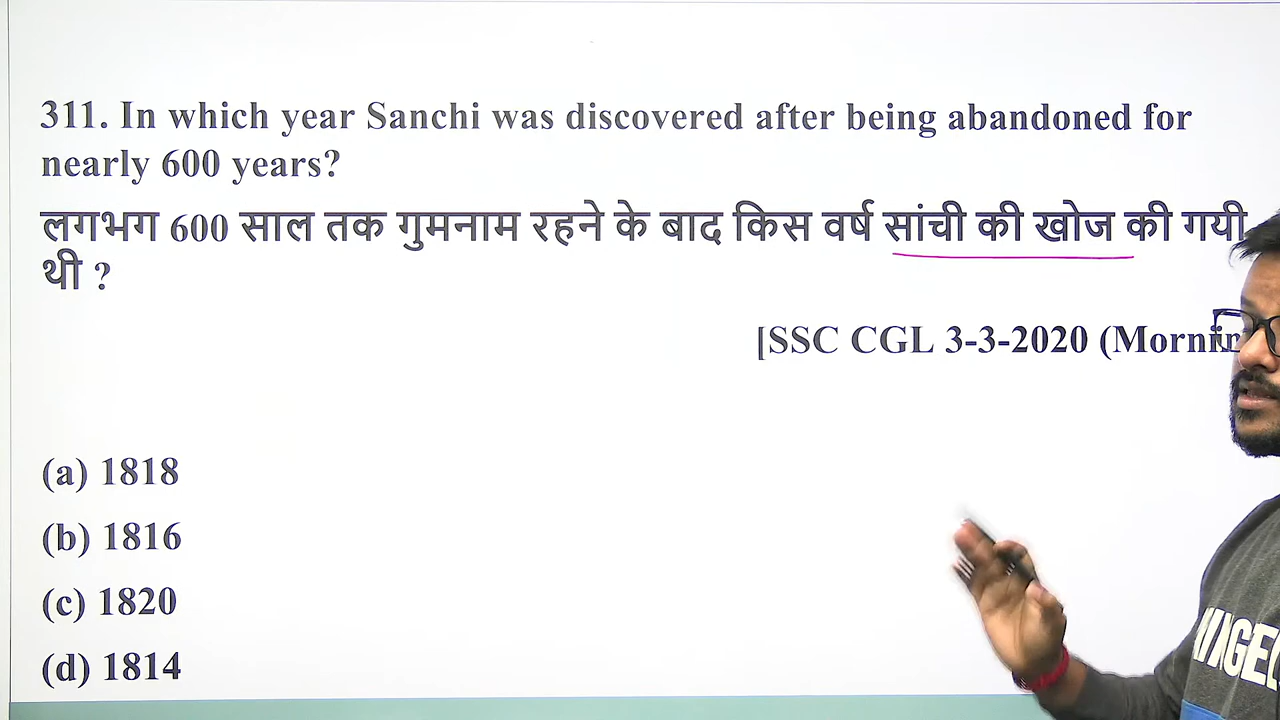 311. In which year Sanchi was discovered after being abandoned for
nearly 600 years?
लगभग 600 साल तक गुमनाम रहने के बाद किस वर्ष सांची की खोज की गयी
थी ?
[SSC CGL 3-3-2020
(a) 1818
(b) 1816
(c) 1820
(d) 1814